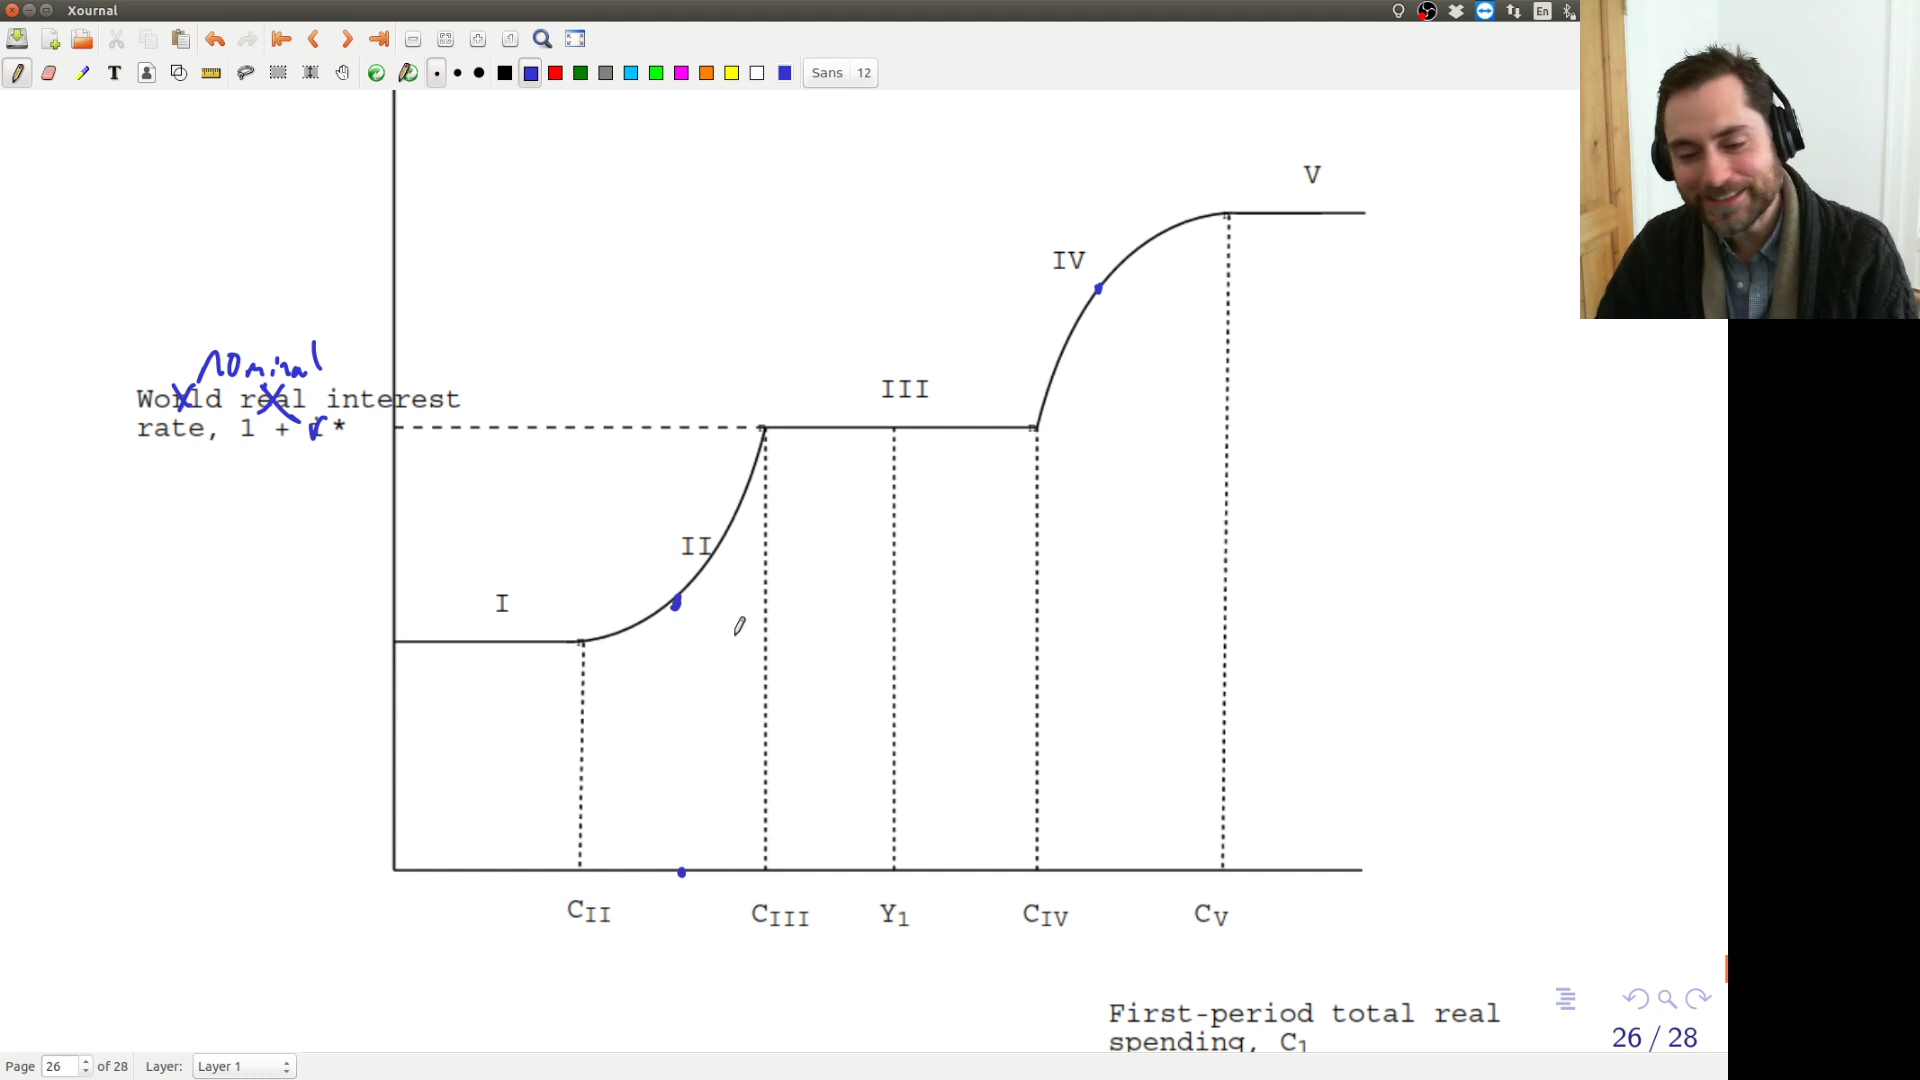 Xournal
En
Sans 12
V
IV
nominal
III
World real interest
rate, 1 + r*
II
I
CII CIII Y1 CIV CV
First-period total real
spending, C1
26 / 28
Page 26 of 28 Layer: Layer 1